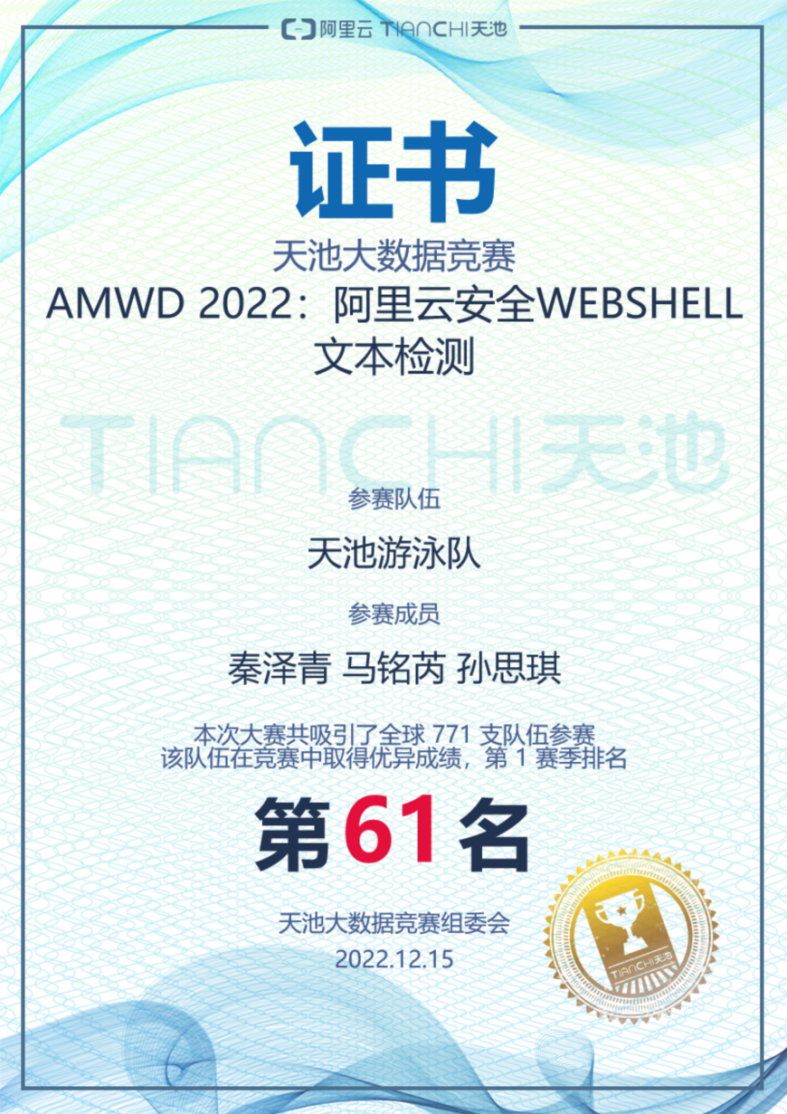 阿里云 TIANCHI天池
证书
天池大数据竞赛
AMWD 2022：阿里云安全WEBSHELL
文本检测
TIANCHI天池
参赛队伍
天池游泳队
参赛成员
秦泽青 马铭芮 孙思琪
本次大赛共吸引了全球 771 支队伍参赛
该队伍在竞赛中取得优异成绩，第 1 赛季排名
第61名
天池大数据竞赛组委会
2022.12.15
TIANCHI天池